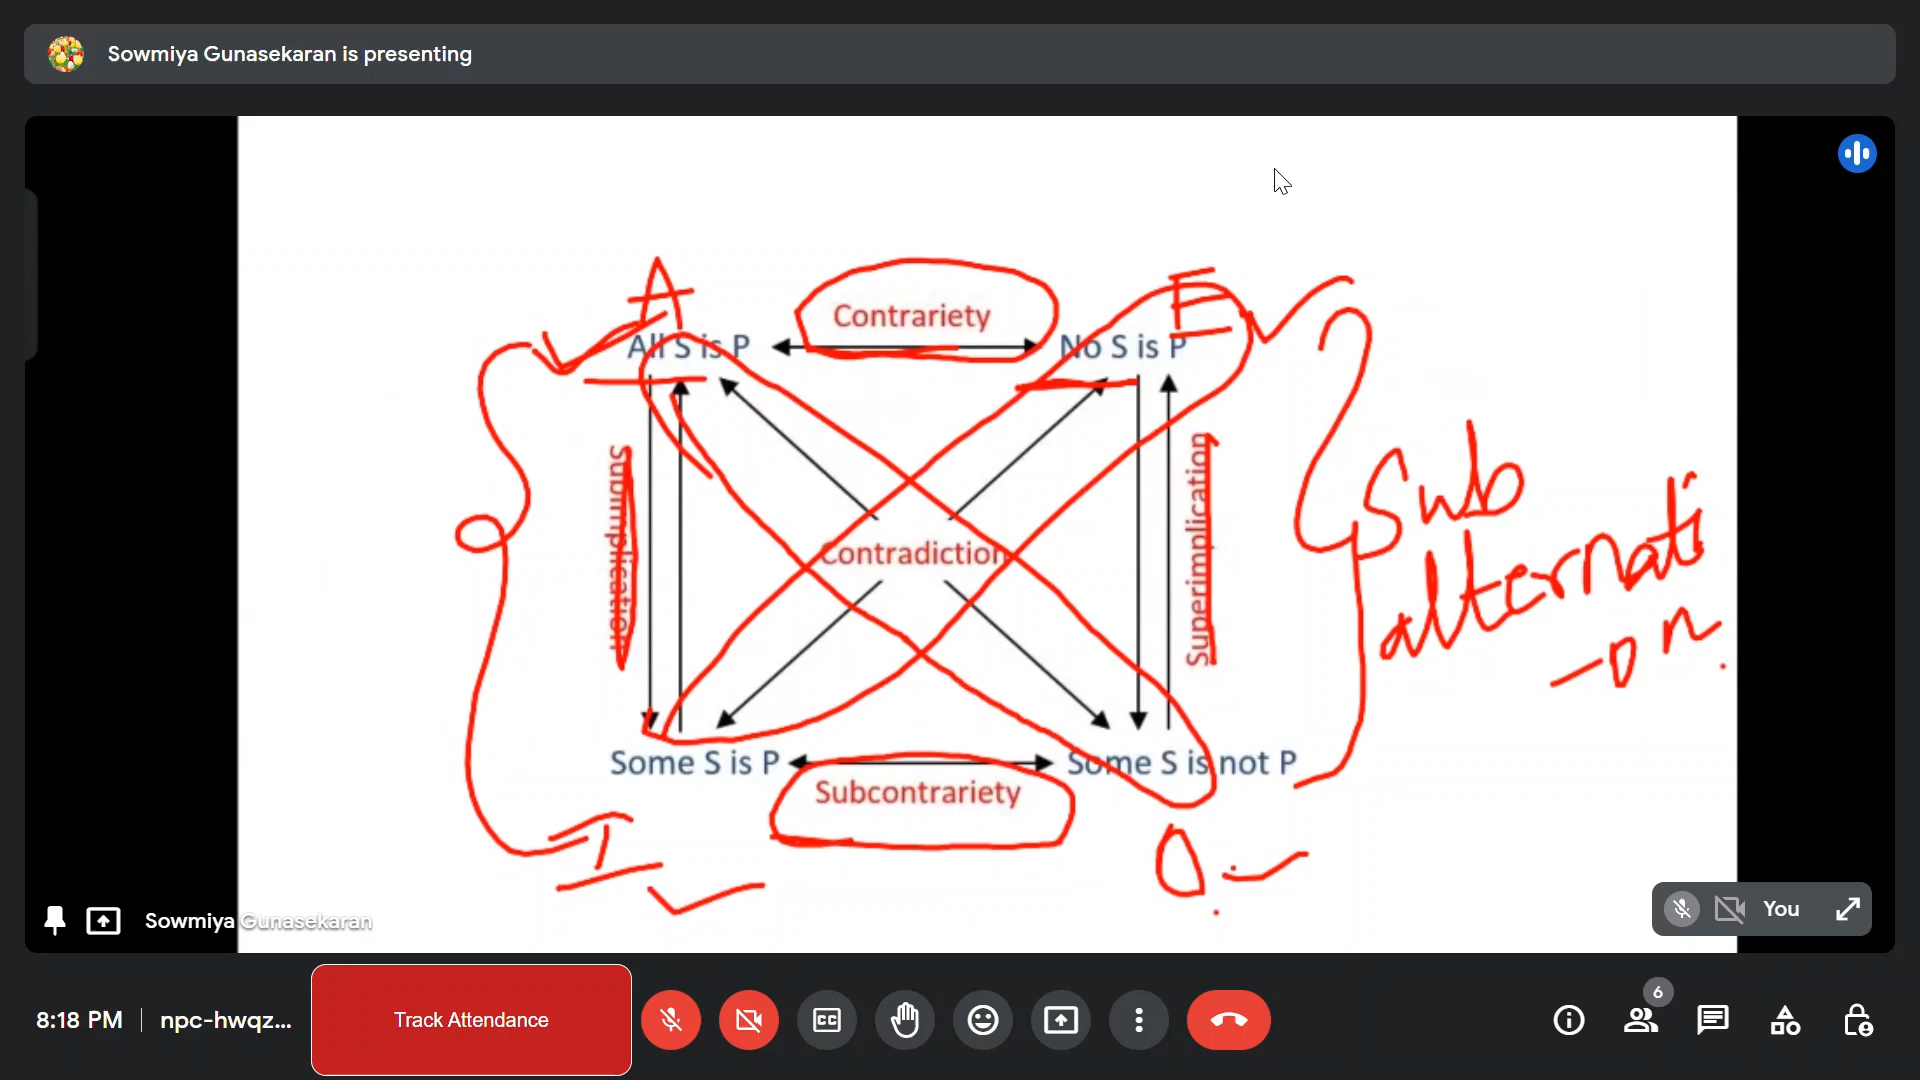 Sowmiya Gunasekaran is presenting
A
E
Contrariety
All S is P
No S is P
Subimplication
Contradiction
Superimplication
Sub
alternati
-on.
Some S is P
Some S is not P
Subcontrariety
I
O
Sowmiya Gunasekaran
You
8:18 PM
npc-hwqz...
Track Attendance
CC
6